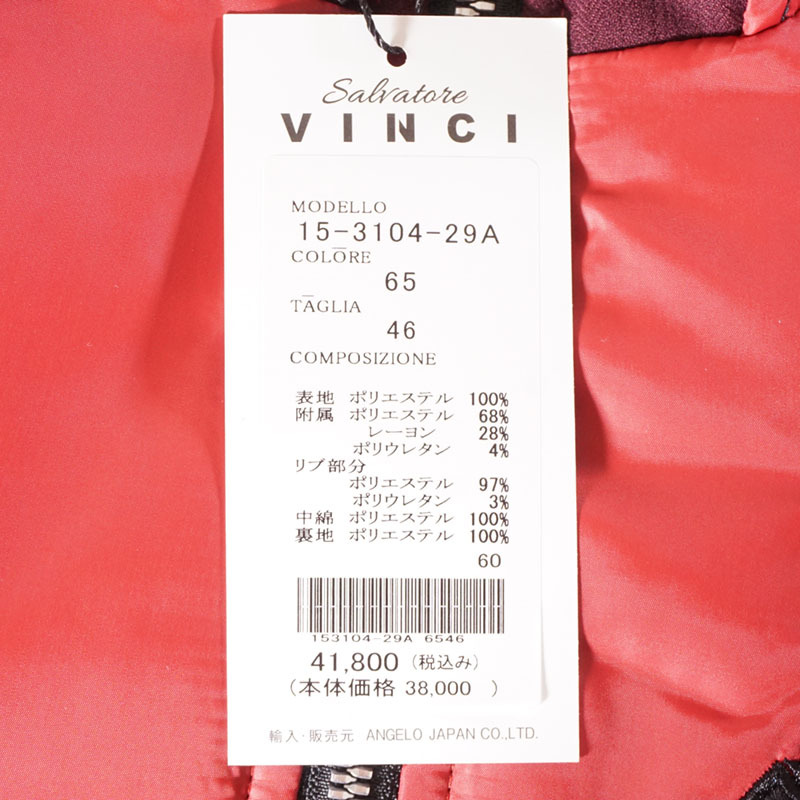 Salvatore
VINCI
MODELLO
15-3104-29A
COLŌRE
65
TĀGLIA
46
COMPOSIZIONE
表地 ポリエステル 100%
附属 ポリエステル 68%
レーヨン 28%
ポリウレタン 4%
リブ部分
ポリエステル 97%
ポリウレタン 3%
中綿 ポリエステル 100%
裏地 ポリエステル 100%
60
153104-29A 6546
41,800 (税込み)
(本体価格 38,000 )
輸入・販売元 ANGELO JAPAN CO.,LTD.